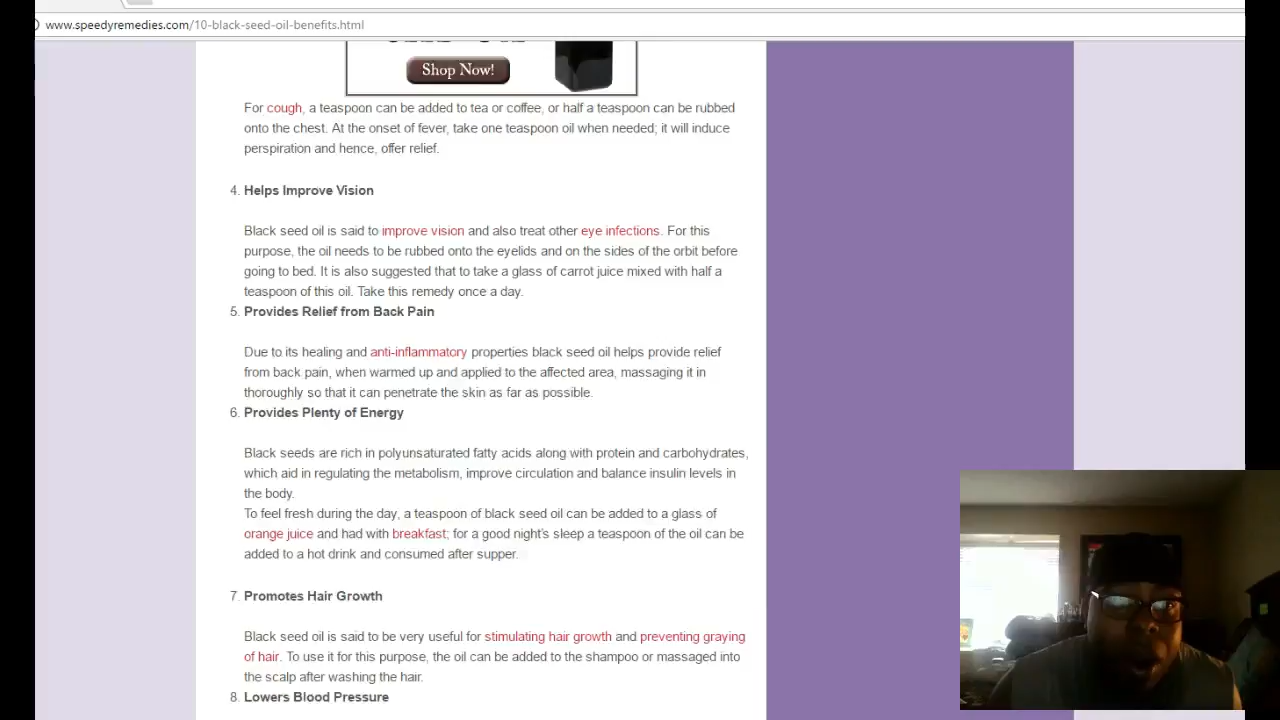 www.speedyremedies.com/10-black-seed-oil-benefits.html
Shop Now!
For cough, a teaspoon can be added to tea or coffee, or half a teaspoon can be rubbed
onto the chest. At the onset of fever, take one teaspoon oil when needed; it will induce
perspiration and hence, offer relief.
4. Helps Improve Vision
Black seed oil is said to improve vision and also treat other eye infections. For this
purpose, the oil needs to be rubbed onto the eyelids and on the sides of the orbit before
going to bed. It is also suggested that to take a glass of carrot juice mixed with half a
teaspoon of this oil. Take this remedy once a day.
5. Provides Relief from Back Pain
Due to its healing and anti-inflammatory properties black seed oil helps provide relief
from back pain, when warmed up and applied to the affected area, massaging it in
thoroughly so that it can penetrate the skin as far as possible.
6. Provides Plenty of Energy
Black seeds are rich in polyunsaturated fatty acids along with protein and carbohydrates,
which aid in regulating the metabolism, improve circulation and balance insulin levels in
the body.
To feel fresh during the day, a teaspoon of black seed oil can be added to a glass of
orange juice and had with breakfast; for a good night's sleep a teaspoon of the oil can be
added to a hot drink and consumed after supper.
7. Promotes Hair Growth
Black seed oil is said to be very useful for stimulating hair growth and preventing graying
of hair. To use it for this purpose, the oil can be added to the shampoo or massaged into
the scalp after washing the hair.
8. Lowers Blood Pressure